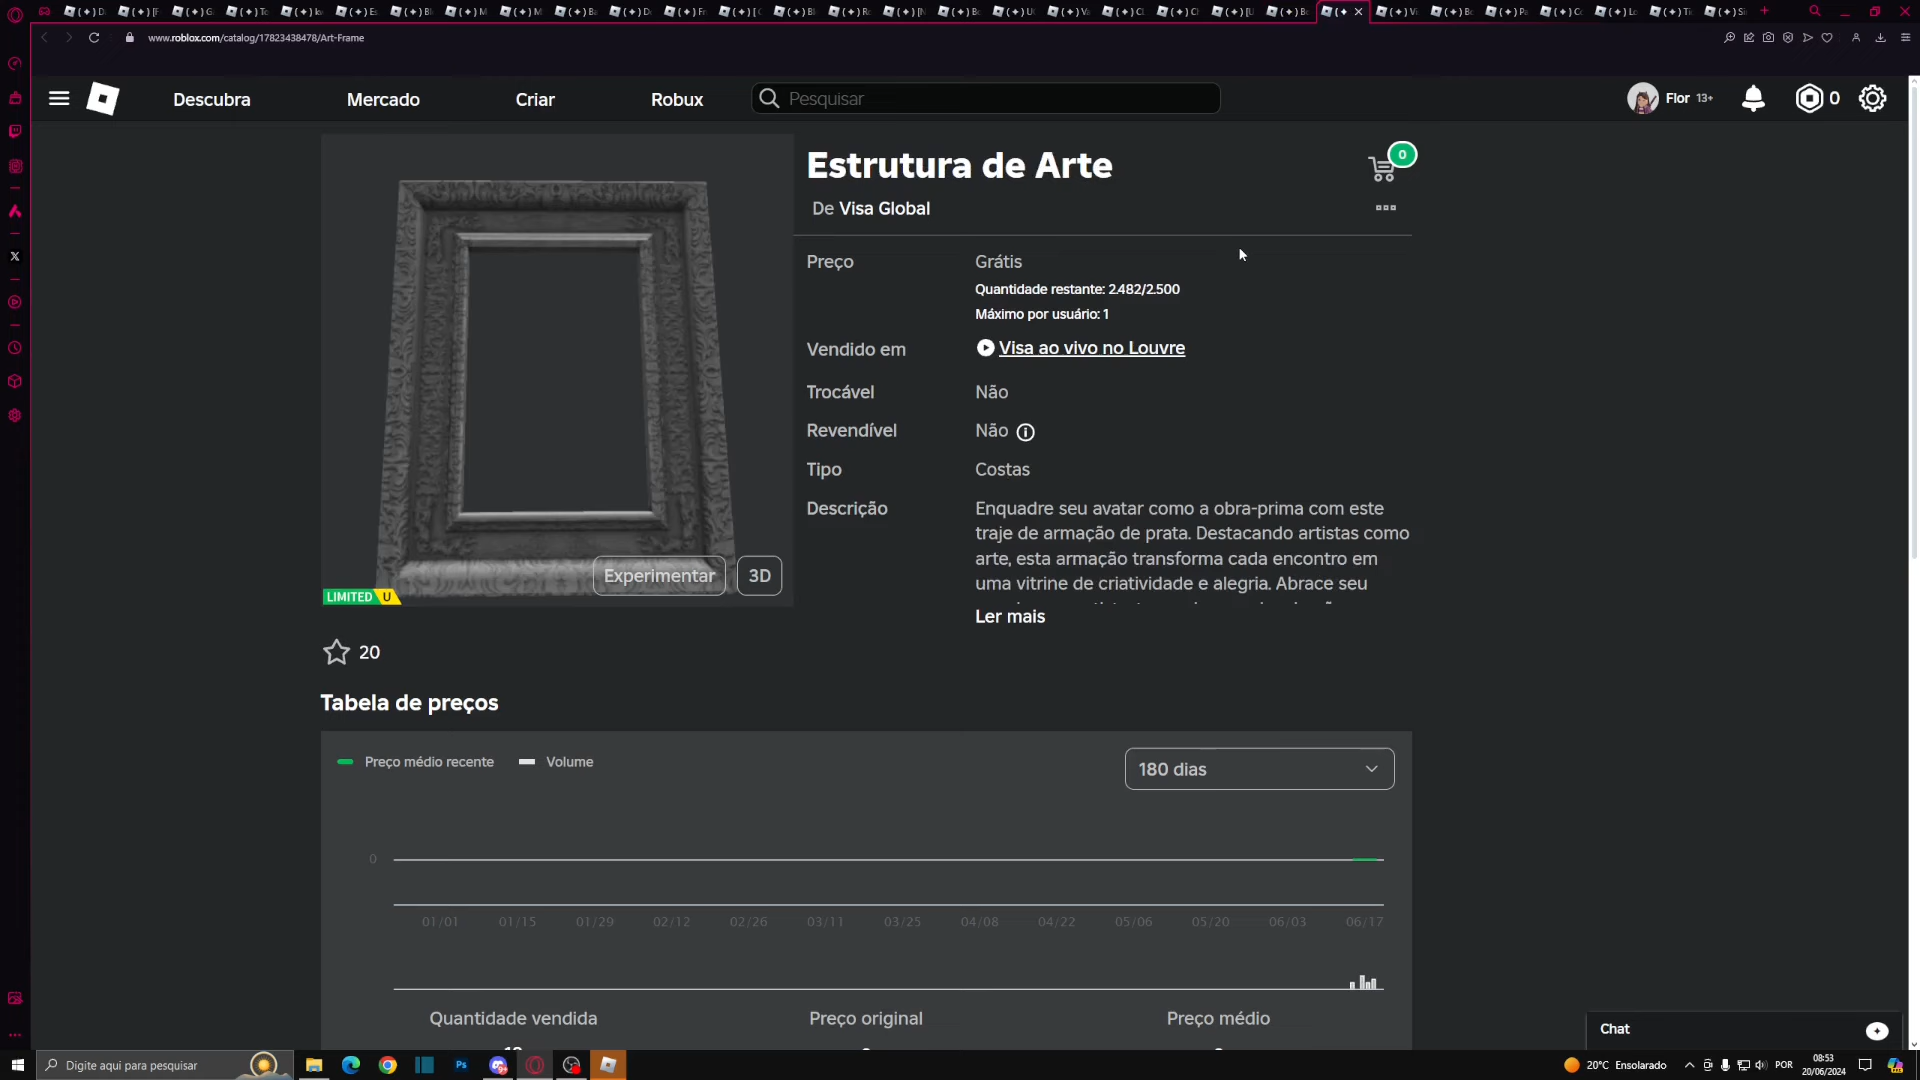 www.roblox.com/catalog/17823438478/Art-Frame
Descubra
Mercado
Criar
Robux
Pesquisar
Flor 13+
0
Estrutura de Arte
0
De Visa Global
Preço
Grátis
Quantidade restante: 2.482/2.500
Máximo por usuário: 1
Vendido em
Visa ao vivo no Louvre
Trocável
Não
Revendível
Não
Tipo
Costas
Descrição
Enquadre seu avatar como a obra-prima com este
traje de armação de prata. Destacando artistas como
arte, esta armação transforma cada encontro em
uma vitrine de criatividade e alegria. Abrace seu
Ler mais
Experimentar
3D
LIMITED U
20
Tabela de preços
Preço médio recente
Volume
180 dias
0
01/01 01/15 01/29 02/12 02/26 03/11 03/25 04/08 04/22 05/06 05/20 06/03 06/17
Quantidade vendida
Preço original
Preço médio
Chat
Digite aqui para pesquisar
Ps
20°C Ensolarado
POR
08:53
20/06/2024